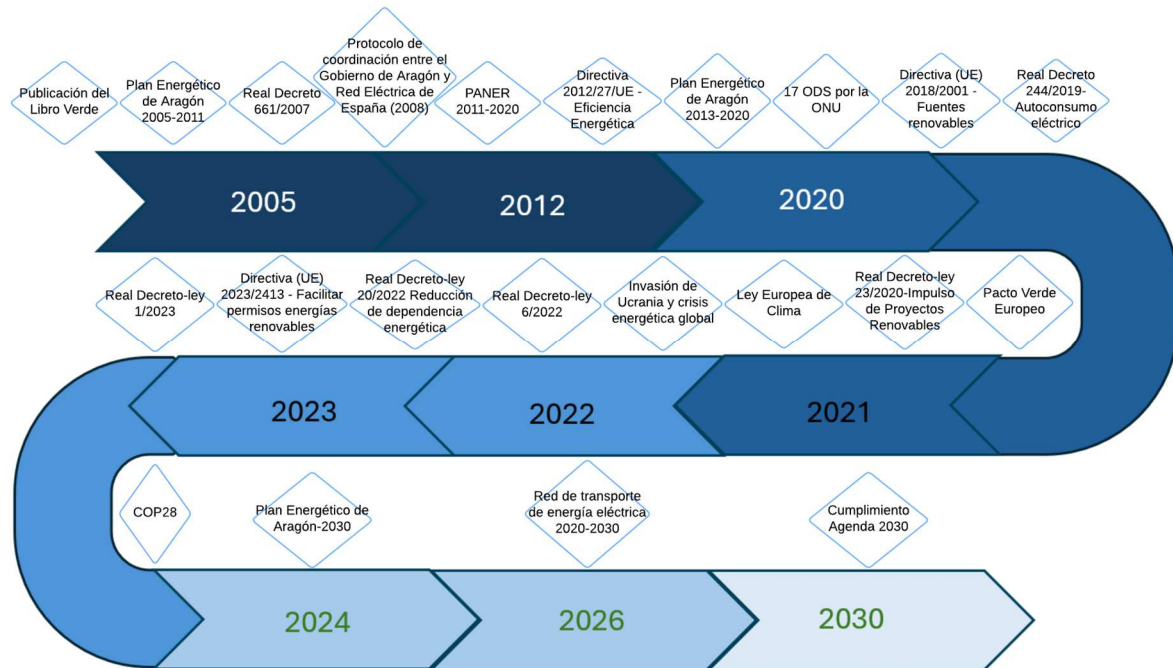 Publicación del
Libro Verde
Plan Energético
de Aragón
2005-2011
Real Decreto
661/2007
Protocolo de
coordinación entre el
Gobierno de Aragón y
Red Eléctrica de
España (2008)
PANER
2011-2020
Directiva
2012/27/UE -
Eficiencia
Energética
Plan Energético
de Aragón
2013-2020
17 ODS por la
ONU
Directiva (UE)
2018/2001 -
Fuentes
renovables
Real Decreto
244/2019-
Autoconsumo
eléctrico
2005
2012
2020
Real Decreto-ley
1/2023
Directiva (UE)
2023/2413 - Facilitar
permisos energías
renovables
Real Decreto-ley
20/2022 Reducción
de dependencia
energética
Real Decreto-ley
6/2022
Invasión de
Ucrania y crisis
energética global
Ley Europea de
Clima
Real Decreto-ley
23/2020-Impulso
de Proyectos
Renovables
Pacto Verde
Europeo
2023
2022
2021
COP28
Plan Energético de
Aragón-2030
Red de transporte
de energía eléctrica
2020-2030
Cumplimiento
Agenda 2030
2024
2026
2030